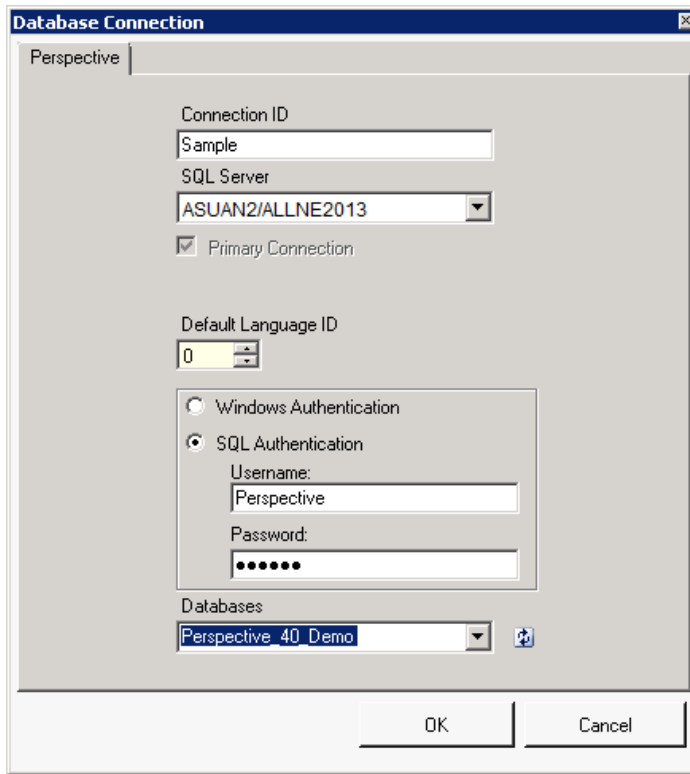 Database Connection
Perspective
Connection ID
Sample
SQL Server
ASUAN2/ALLNE2013
Primary Connection
Default Language ID
0
Windows Authentication
SQL Authentication
Username:
Perspective
Password:
●●●●●●
Databases
Perspective_40_Demo
OK Cancel